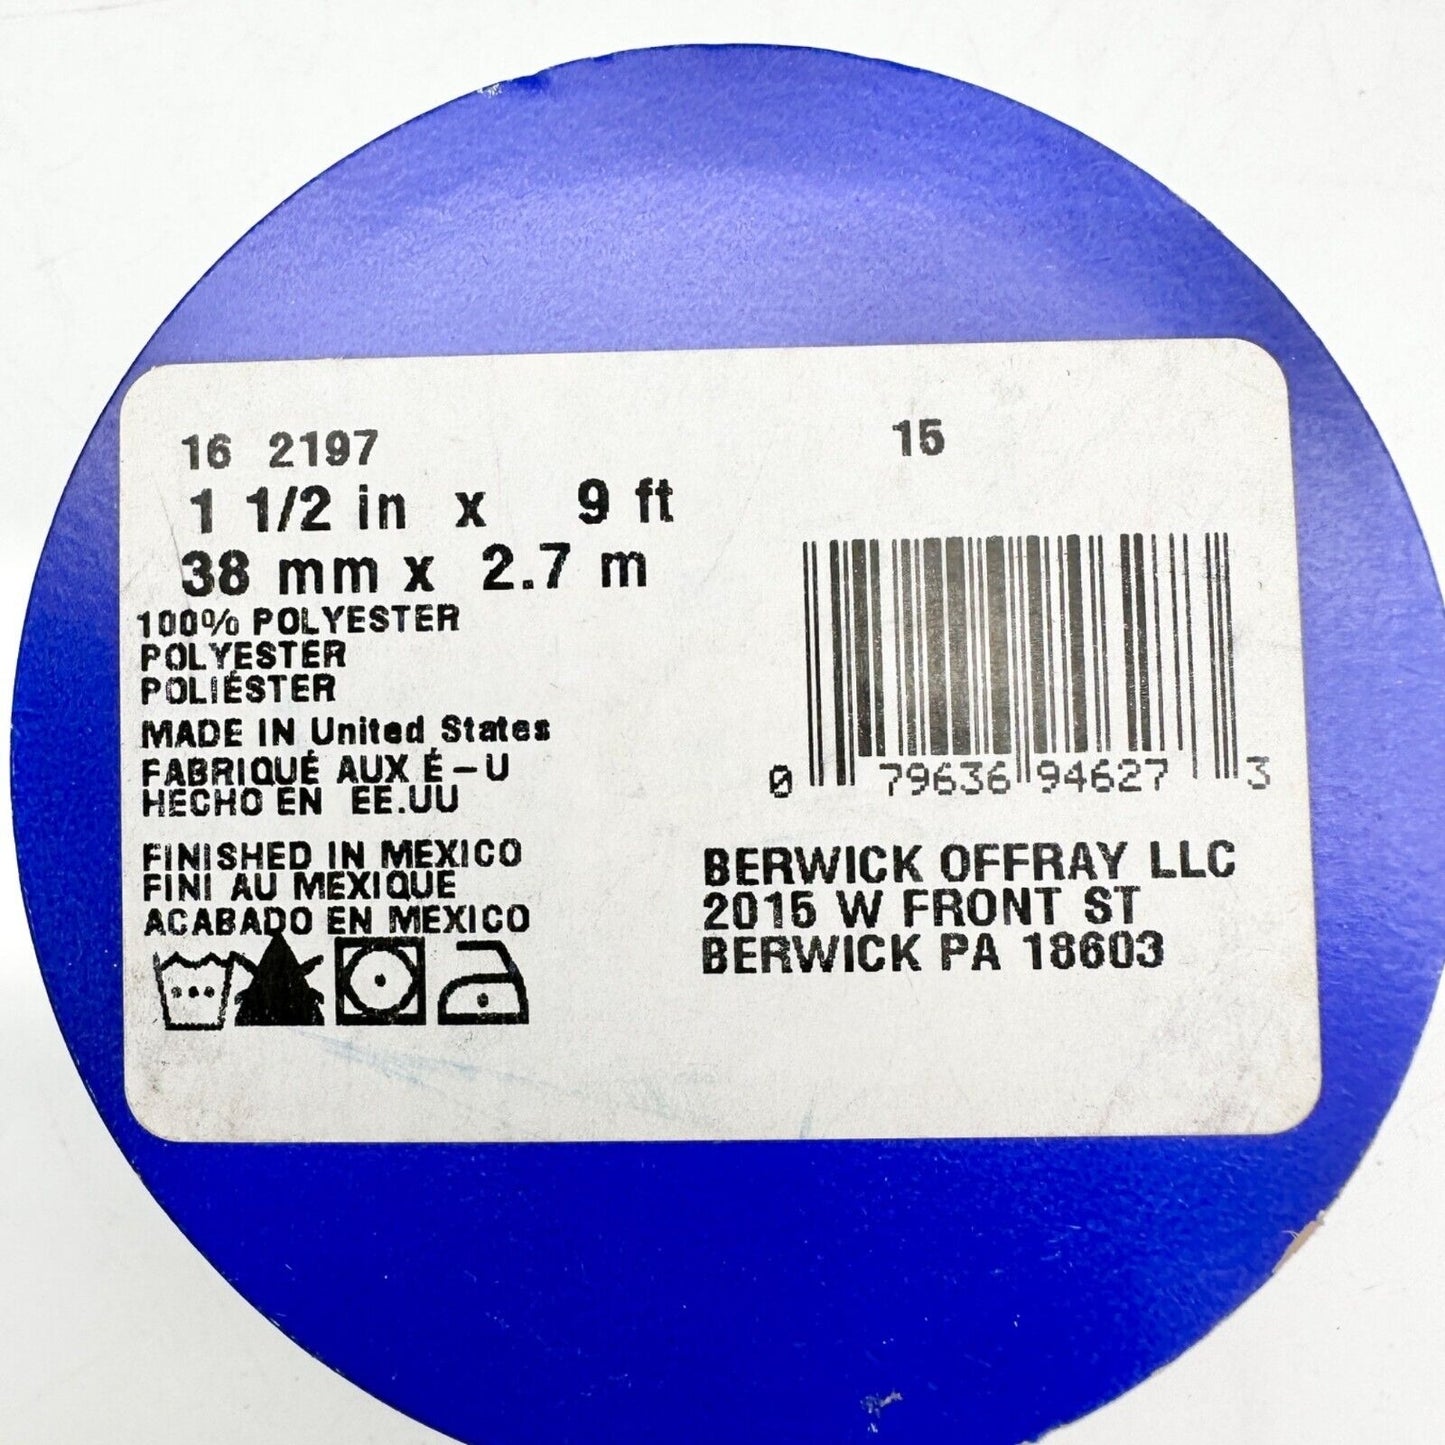 16 2197
15
1 1/2 in x 9 ft
38 mm x 2.7 m
100% POLYESTER
POLYESTER
POLIÉSTER
MADE IN United States
FABRIQUÉ AUX É-U
HECHO EN EE.UU
FINISHED IN MEXICO
FINI AU MEXIQUE
ACABADO EN MEXICO
0 79636 94627 3
BERWICK OFFRAY LLC
2015 W FRONT ST
BERWICK PA 18603